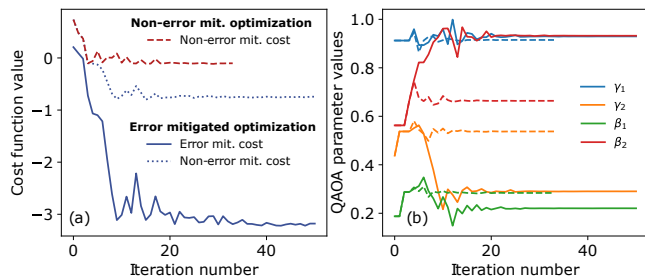 Non-error mit. optimization
Non-error mit. cost
Error mitigated optimization
Error mit. cost
Non-error mit. cost
Cost function value
0
−1
−2
−3
(a)
0
20
40
Iteration number
QAOA parameter values
1.0
0.8
0.6
0.4
0.2
γ1
γ2
β1
β2
(b)
0
20
40
Iteration number